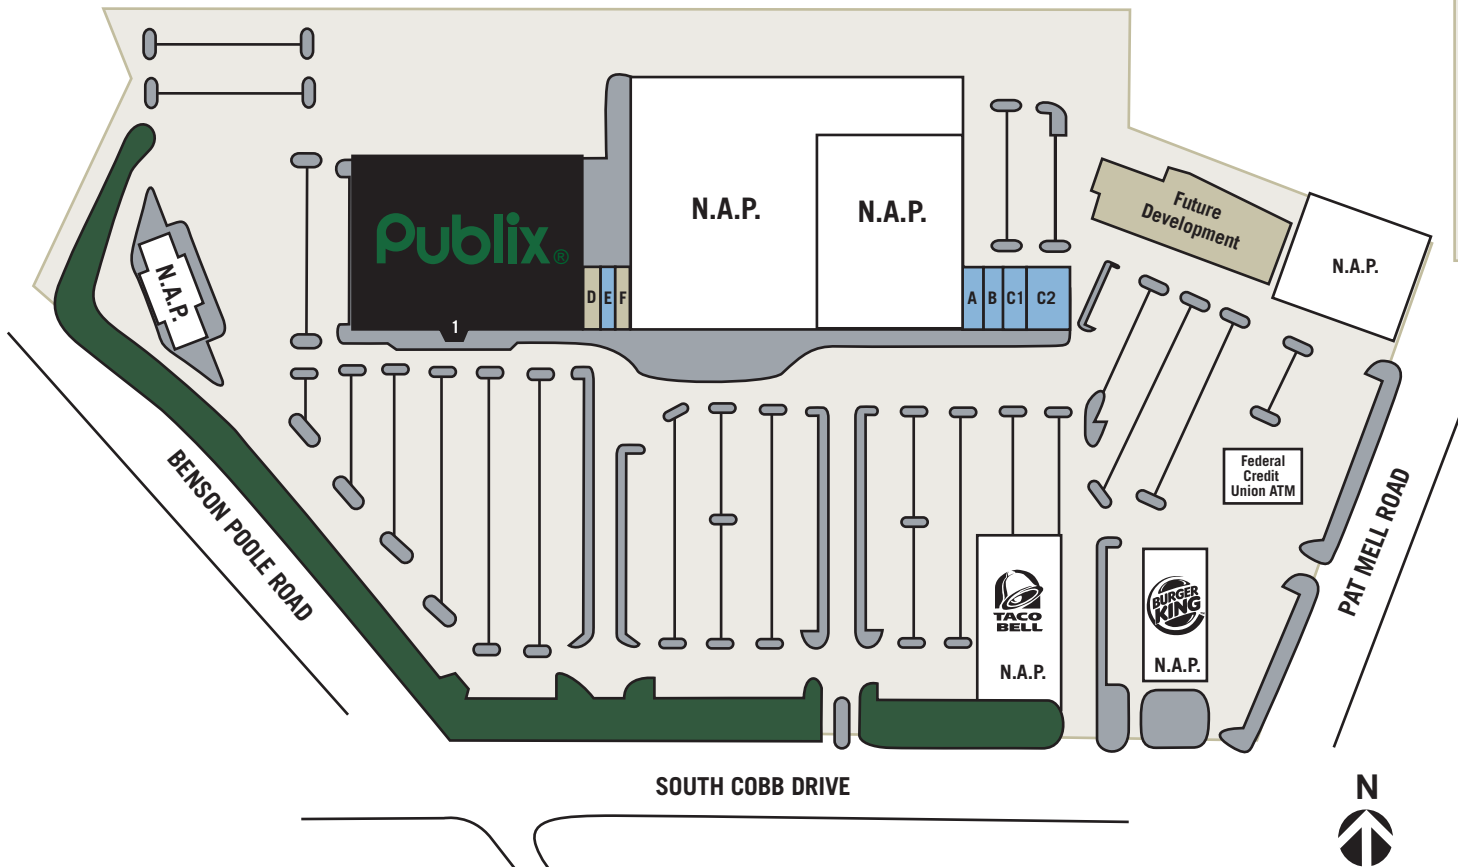 Publix®
1
D
E
F
N.A.P.
N.A.P.
A
B
C1
C2
Future
Development
N.A.P.
N.A.P.
Federal
Credit
Union ATM
BENSON POOLE ROAD
PAT MELL ROAD
TACO
BELL
N.A.P.
BURGER
KING
N.A.P.
SOUTH COBB DRIVE
N